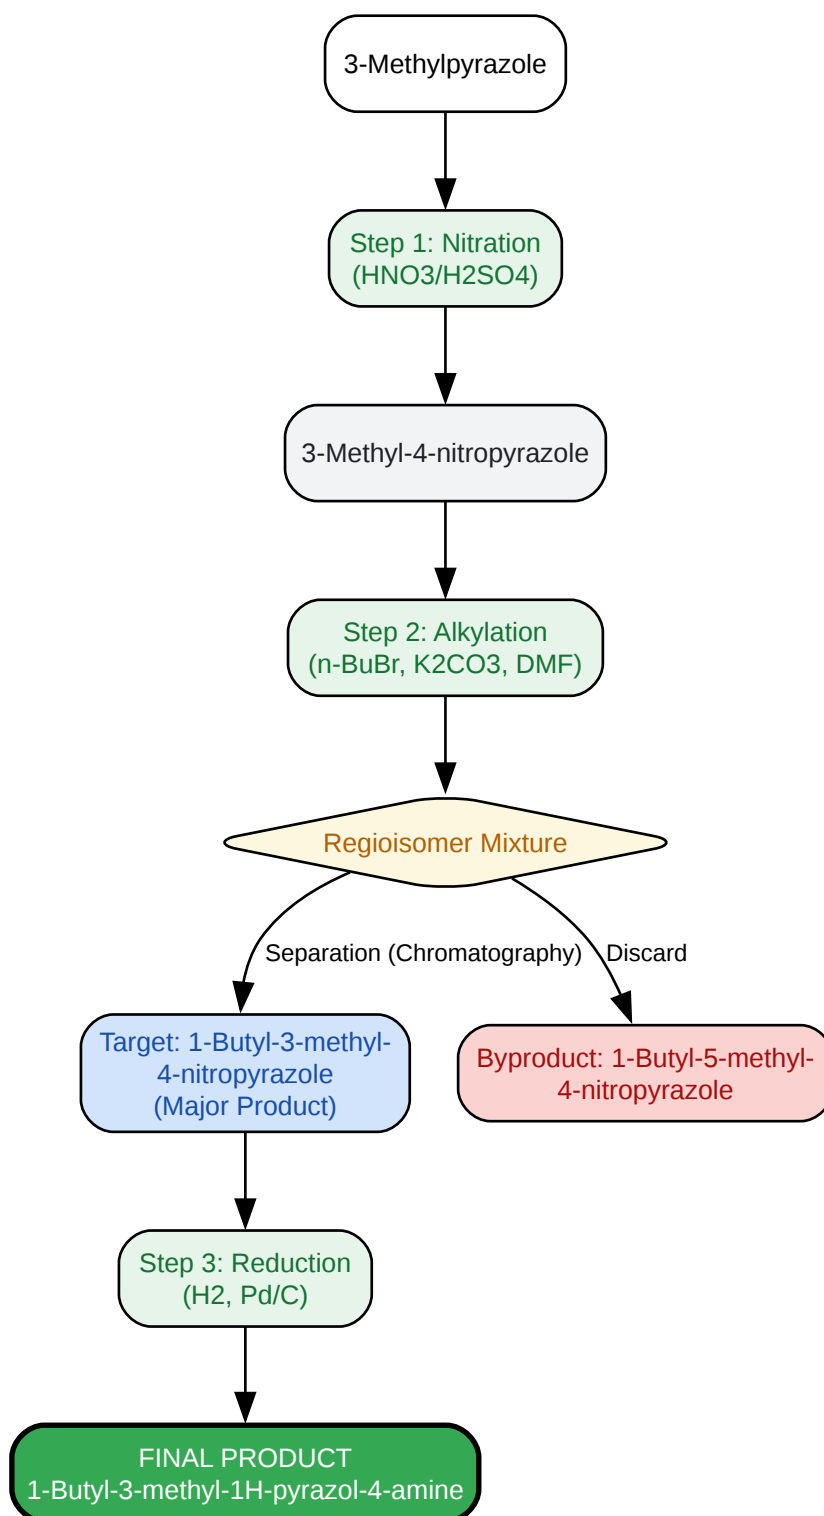 3-Methylpyrazole
Step 1: Nitration
(HNO3/H2SO4)
3-Methyl-4-nitropyrazole
Step 2: Alkylation
(n-BuBr, K2CO3, DMF)
Regioisomer Mixture
Separation (Chromatography)
Discard
Target: 1-Butyl-3-methyl-
4-nitropyrazole
(Major Product)
Byproduct: 1-Butyl-5-methyl-
4-nitropyrazole
Step 3: Reduction
(H2, Pd/C)
FINAL PRODUCT
1-Butyl-3-methyl-1H-pyrazol-4-amine